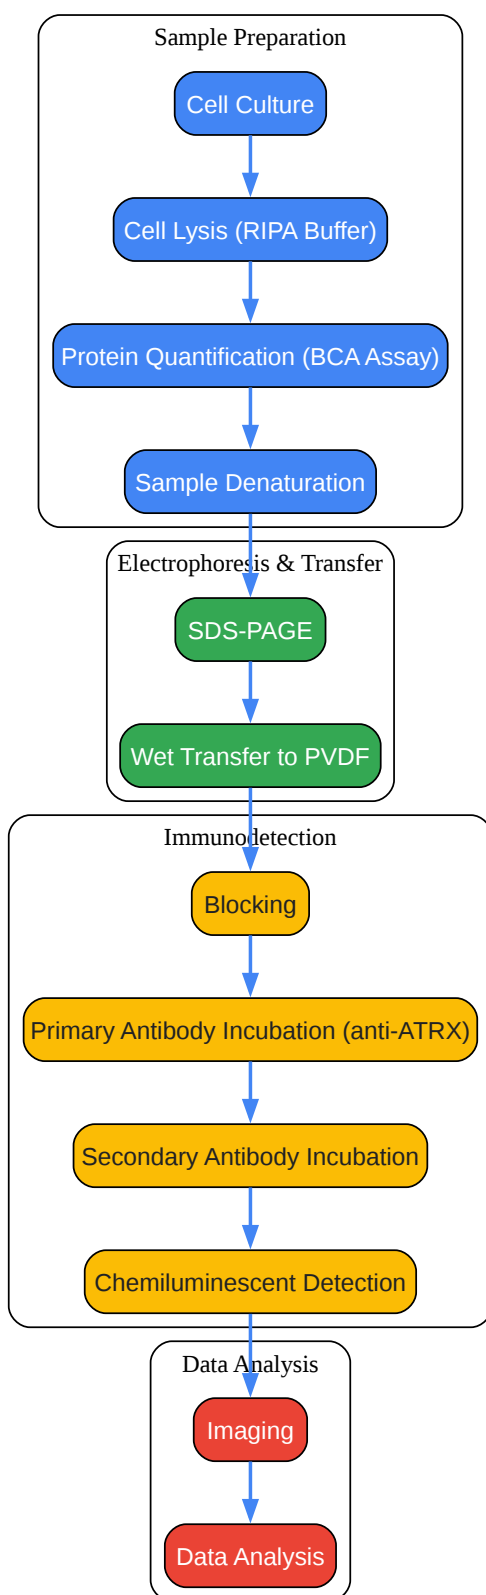 Sample Preparation
Cell Culture
Cell Lysis (RIPA Buffer)
Protein Quantification (BCA Assay)
Sample Denaturation
Electrophoresis & Transfer
SDS-PAGE
Wet Transfer to PVDF
Immunodetection
Blocking
Primary Antibody Incubation (anti-ATRX)
Secondary Antibody Incubation
Chemiluminescent Detection
Data Analysis
Imaging
Data Analysis